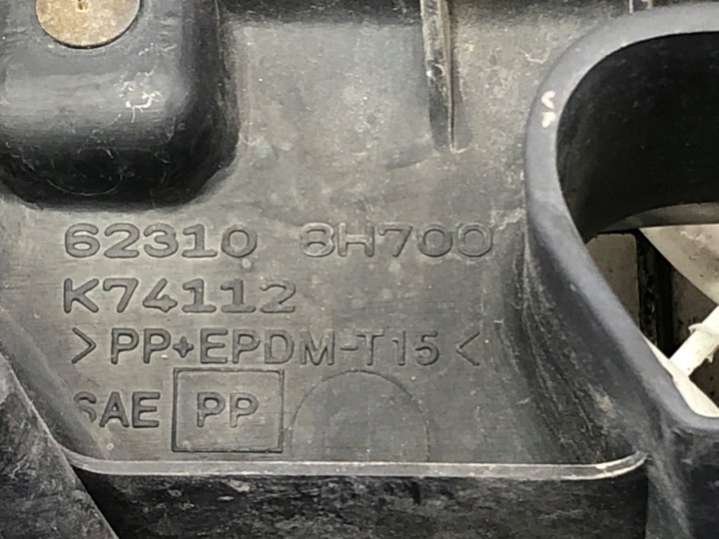 62310 8H700
K74112
>PP+EPDM-T15<
SAE PP